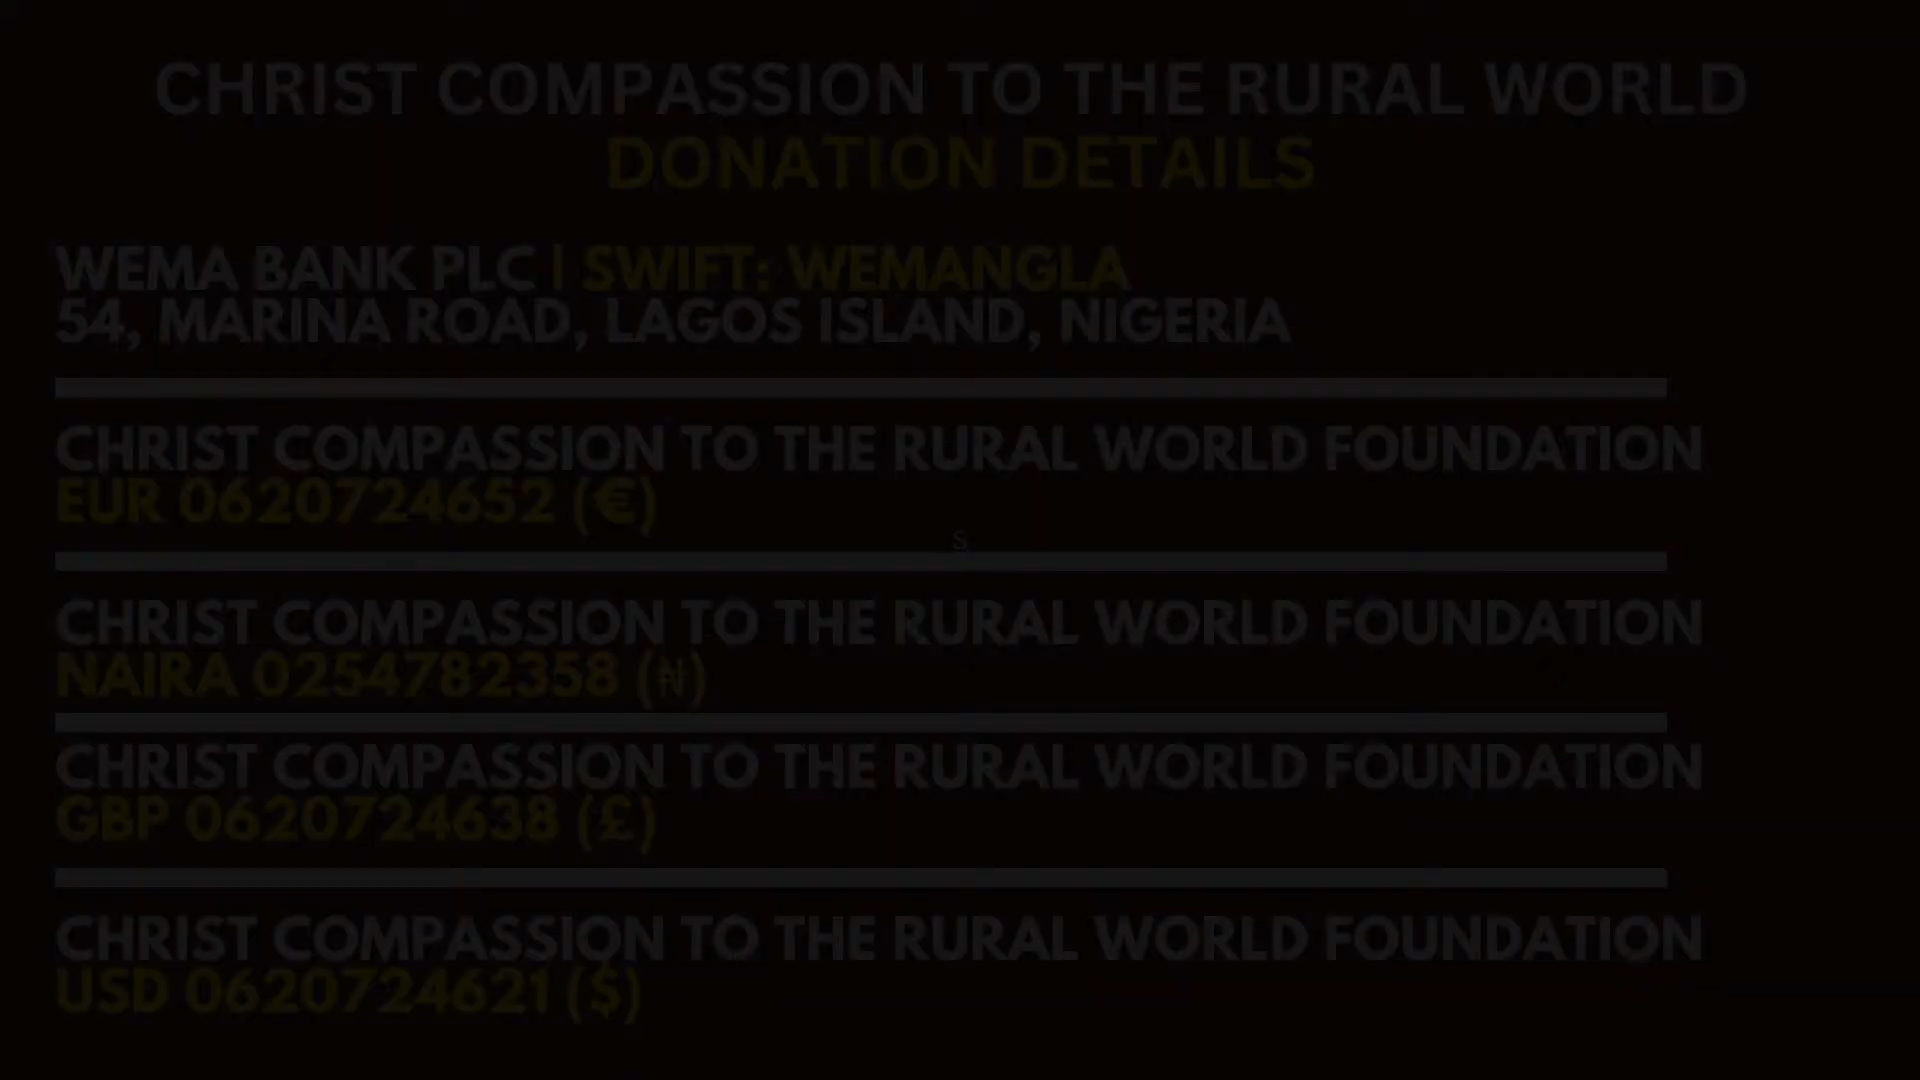 CHRIST COMPASSION TO THE RURAL WORLD
DONATION DETAILS
WEMA BANK PLC | SWIFT: WEMANGLA
54, MARINA ROAD, LAGOS ISLAND, NIGERIA
CHRIST COMPASSION TO THE RURAL WORLD FOUNDATION
EUR 0620724652 (€)
S
CHRIST COMPASSION TO THE RURAL WORLD FOUNDATION
NAIRA 0254782358 (₦)
CHRIST COMPASSION TO THE RURAL WORLD FOUNDATION
GBP 0620724638 (£)
CHRIST COMPASSION TO THE RURAL WORLD FOUNDATION
USD 0620724621 ($)